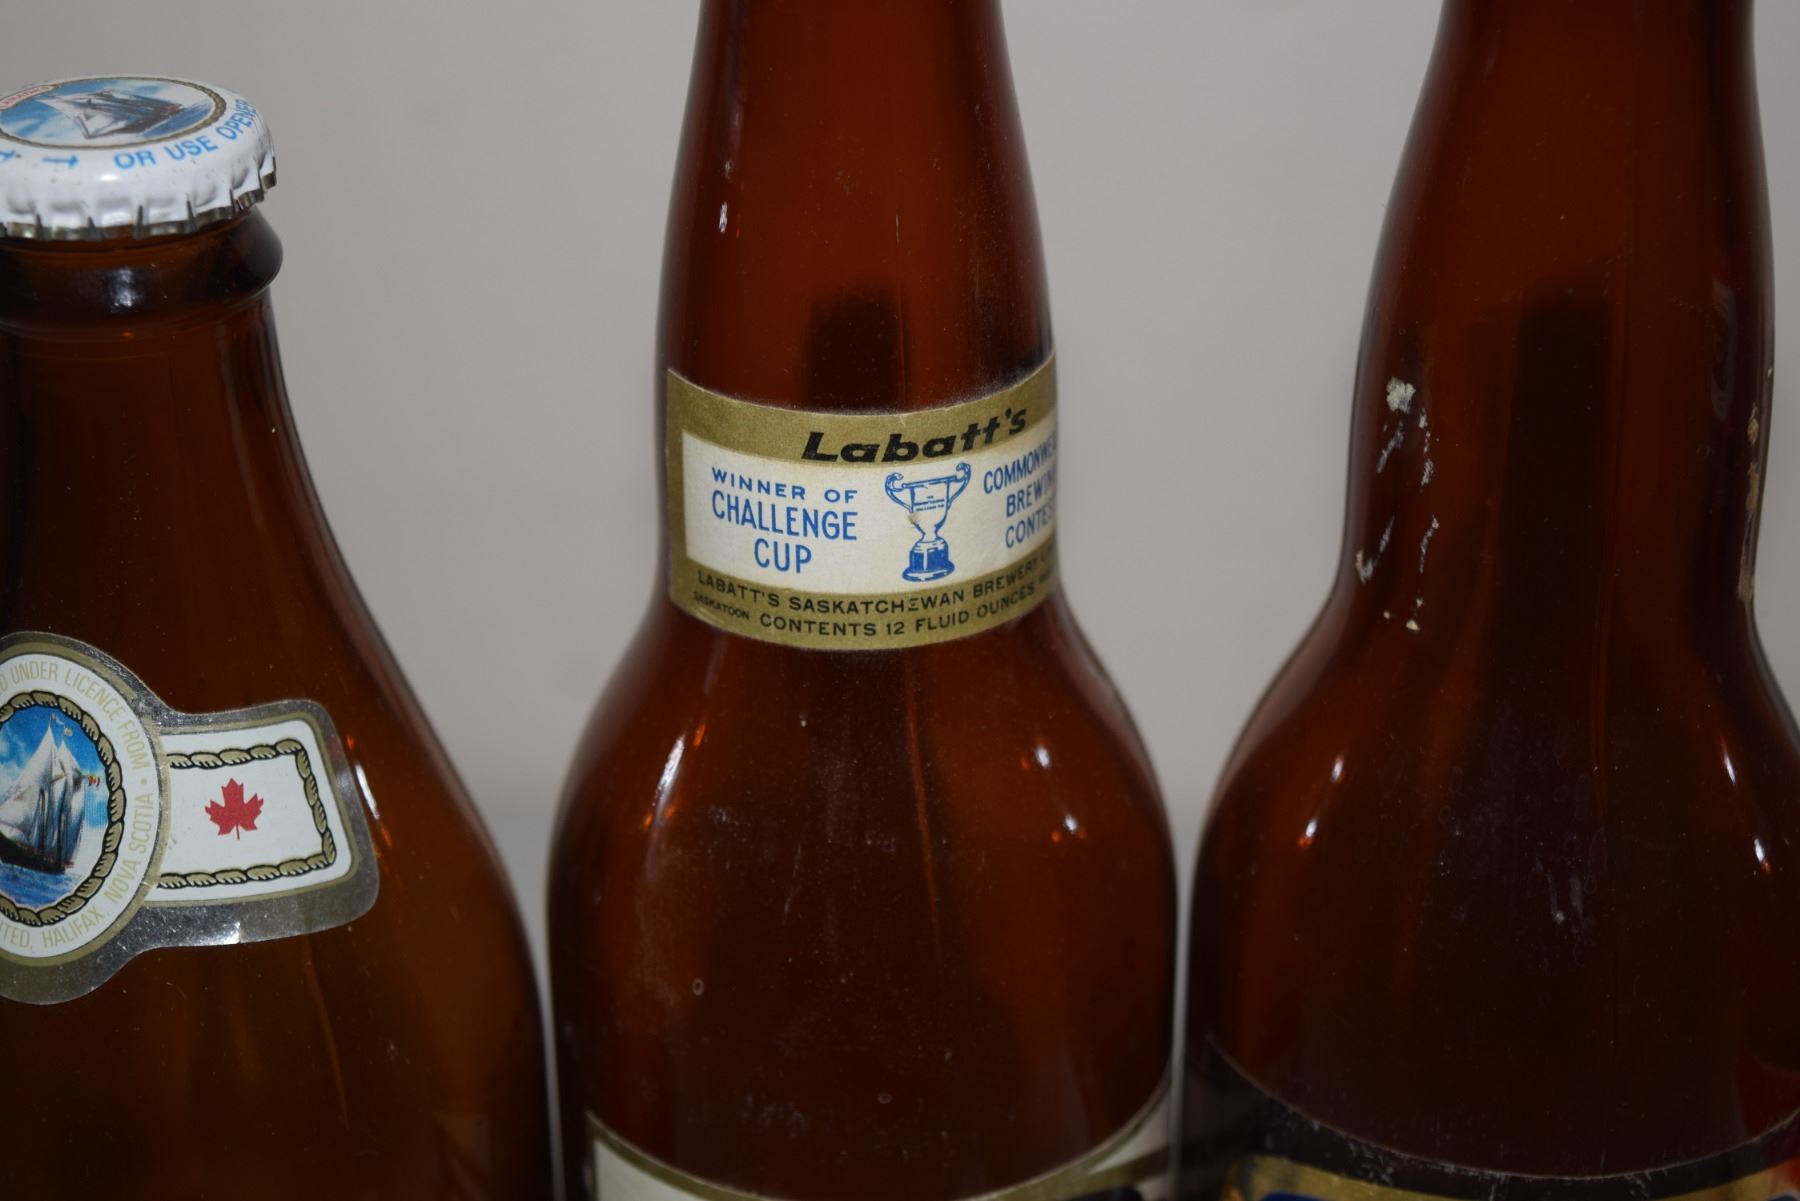 OR USE OPENER
UNDER LICENCE FROM
HALIFAX, NOVA SCOTIA
Labatt's
WINNER OF
CHALLENGE
CUP
BREWING
LABATT'S SASKATCHEWAN BREWERY
SASKATOON CONTENTS 12 FLUID OUNCES